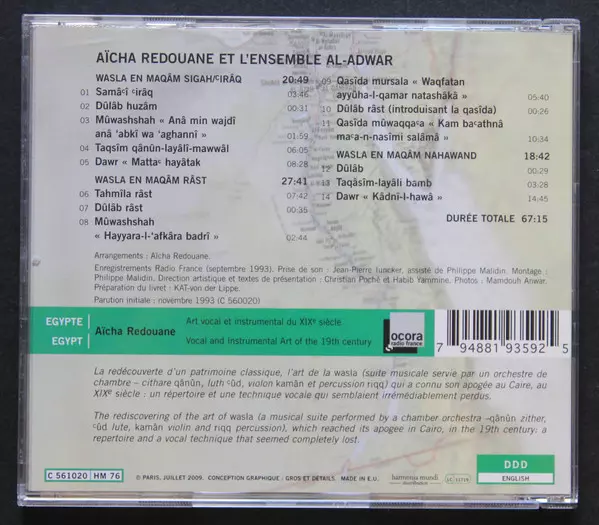 AÏCHA REDOUANE ET L'ENSEMBLE AL-ADWAR
WASLA EN MAQÂM SIGAH/ᶜIRÂQ 20:49
01 Samâᶜî ᶜirâq 03:46
02 Dûlâb huzâm 00:31
03 Mûwashshah « Anâ min wajdî
anâ 'abkî wa 'aghannî » 01:59
04 Taqsîm qânûn-layâlî-mawwâl 06:05
05 Dawr « Mattaᶜ hayâtak 08:28
WASLA EN MAQÂM RÂST 27:41
06 Tahmîla râst 07:42
07 Dûlâb râst 00:35
08 Mûwashshah
« Hayyara-l-'afkâra badrî » 02:44
09 Qasîda mursala « Waqfatan
ayyûha-l-qamar natashâkâ » 05:40
10 Dûlâb râst (introduisant la qasîda) 00:26
11 Qasîda mûwaqqaᶜa « Kam baᶜathnâ
maᶜa-n-nasîmi salâmâ » 10:34
WASLA EN MAQÂM NAHAWAND 18:42
12 Dûlâb 00:29
13 Taqâsîm-layâli bamb 03:28
14 Dawr « Kâdnî-l-hawâ » 14:45
DURÉE TOTALE 67:15
Arrangements : Aïcha Redouane.
Enregistrements Radio France (septembre 1993). Prise de son : Jean-Pierre Iuncker, assisté de Philippe Malidin. Montage :
Philippe Malidin. Direction artistique et textes de présentation : Christian Poché et Habib Yammine. Photos : Mamdouh Anwar.
Préparation du livret : KAT-von der Lippe.
Parution initiale : novembre 1993 (C 560020)
EGYPTE
EGYPT
Aïcha Redouane
Art vocal et instrumental du XIXᵉ siècle
Vocal and Instrumental Art of the 19th century
ocora
radio france
7 94881 93592 5
La redécouverte d'un patrimoine classique, l'art de la wasla (suite musicale servie par un orchestre de
chambre – cithare qânûn, luth ᶜûd, violon kamân et percussion riqq) qui a connu son apogée au Caire, au
XIXᵉ siècle : un répertoire et une technique vocale qui semblaient irrémédiablement perdus.
The rediscovering of the art of wasla (a musical suite performed by a chamber orchestra –qânûn zither,
ᶜûd lute, kamân violin and riqq percussion), which reached its apogee in Cairo, in the 19th century: a
repertoire and a vocal technique that seemed completely lost.
C 561020 HM 76
℗ PARIS, JUILLET 2009. CONCEPTION GRAPHIQUE : GROS ET DÉTAILS. MADE IN E.U.
harmonia mundi
distribution
DDD
ENGLISH